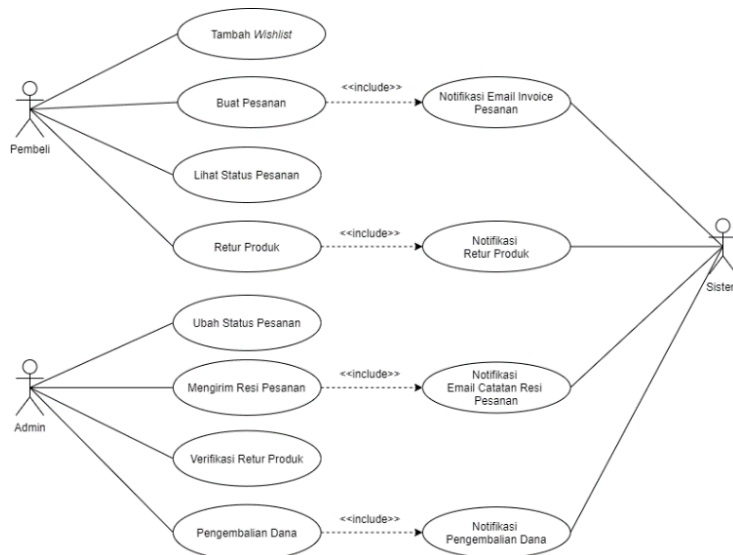 Tambah Wishlist
<<include>>
Buat Pesanan
Notifikasi Email Invoice
Pesanan
Pembeli
Lihat Status Pesanan
<<include>>
Retur Produk
Notifikasi
Retur Produk
Sistem
Ubah Status Pesanan
<<include>>
Mengirim Resi Pesanan
Notifikasi
Email Catatan Resi
Pesanan
Admin
Verifikasi Retur Produk
<<include>>
Pengembalian Dana
Notifikasi
Pengembalian Dana